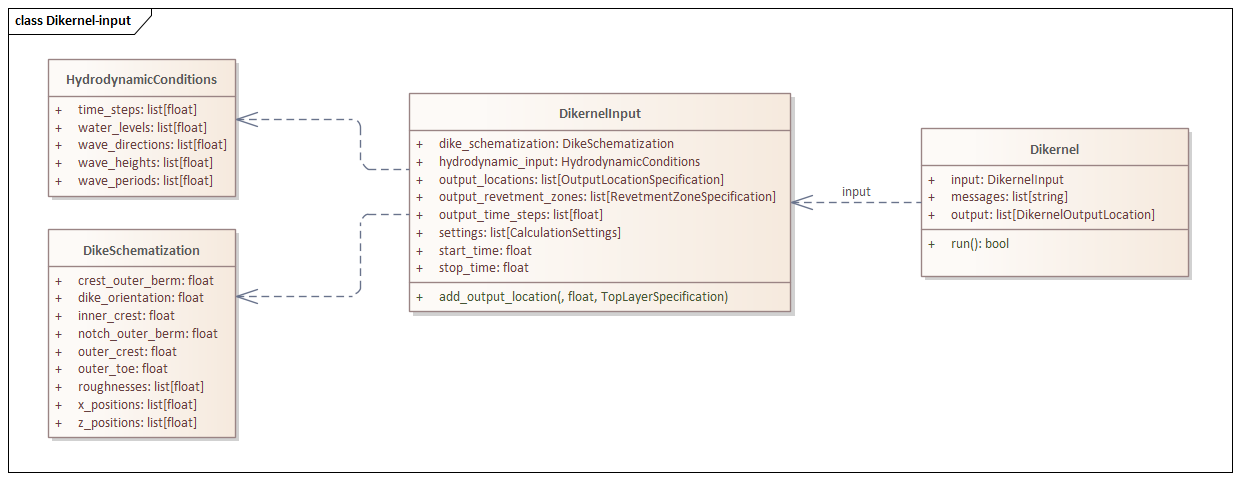 class Dikernel-input
HydrodynamicConditions
+ time_steps: list[float]
+ water_levels: list[float]
+ wave_directions: list[float]
+ wave_heights: list[float]
+ wave_periods: list[float]
DikeSchematization
+ crest_outer_berm: float
+ dike_orientation: float
+ inner_crest: float
+ notch_outer_berm: float
+ outer_crest: float
+ outer_toe: float
+ roughnesses: list[float]
+ x_positions: list[float]
+ z_positions: list[float]
DikernelInput
+ dike_schematization: DikeSchematization
+ hydrodynamic_input: HydrodynamicConditions
+ output_locations: list[OutputLocationSpecification]
+ output_revetment_zones: list[RevetmentZoneSpecification]
+ output_time_steps: list[float]
+ settings: list[CalculationSettings]
+ start_time: float
+ stop_time: float
+ add_output_location(, float, TopLayerSpecification)
input
Dikernel
+ input: DikernelInput
+ messages: list[string]
+ output: list[DikernelOutputLocation]
+ run(): bool